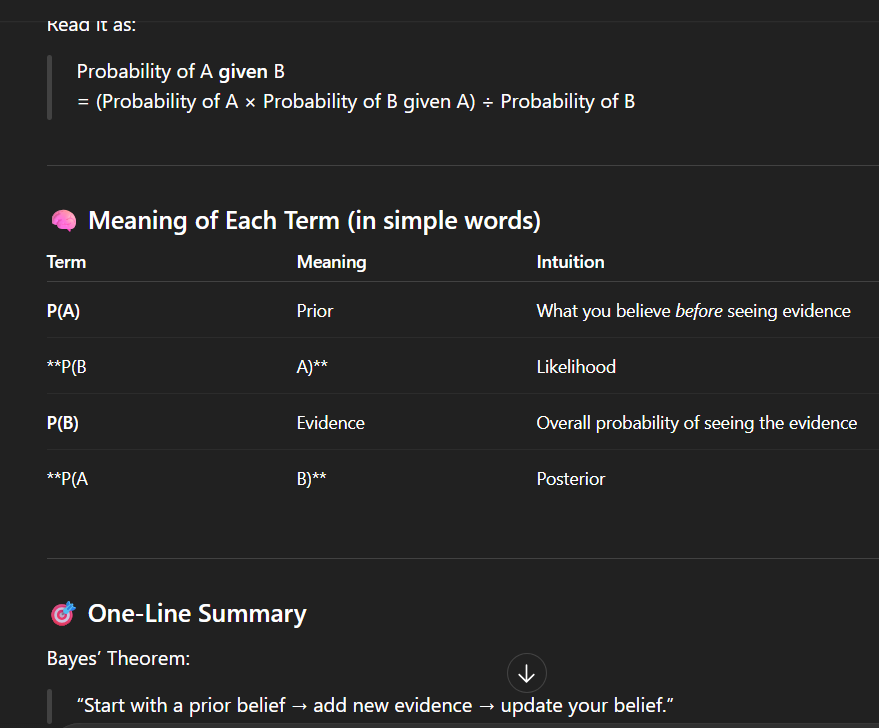 Read it as:
Probability of A given B
= (Probability of A × Probability of B given A) ÷ Probability of B
🧠 Meaning of Each Term (in simple words)
Term Meaning Intuition
P(A) Prior What you believe before seeing evidence
**P(B A)** Likelihood
P(B) Evidence Overall probability of seeing the evidence
**P(A B)** Posterior
🎯 One-Line Summary
Bayes’ Theorem:
“Start with a prior belief → add new evidence → update your belief.”